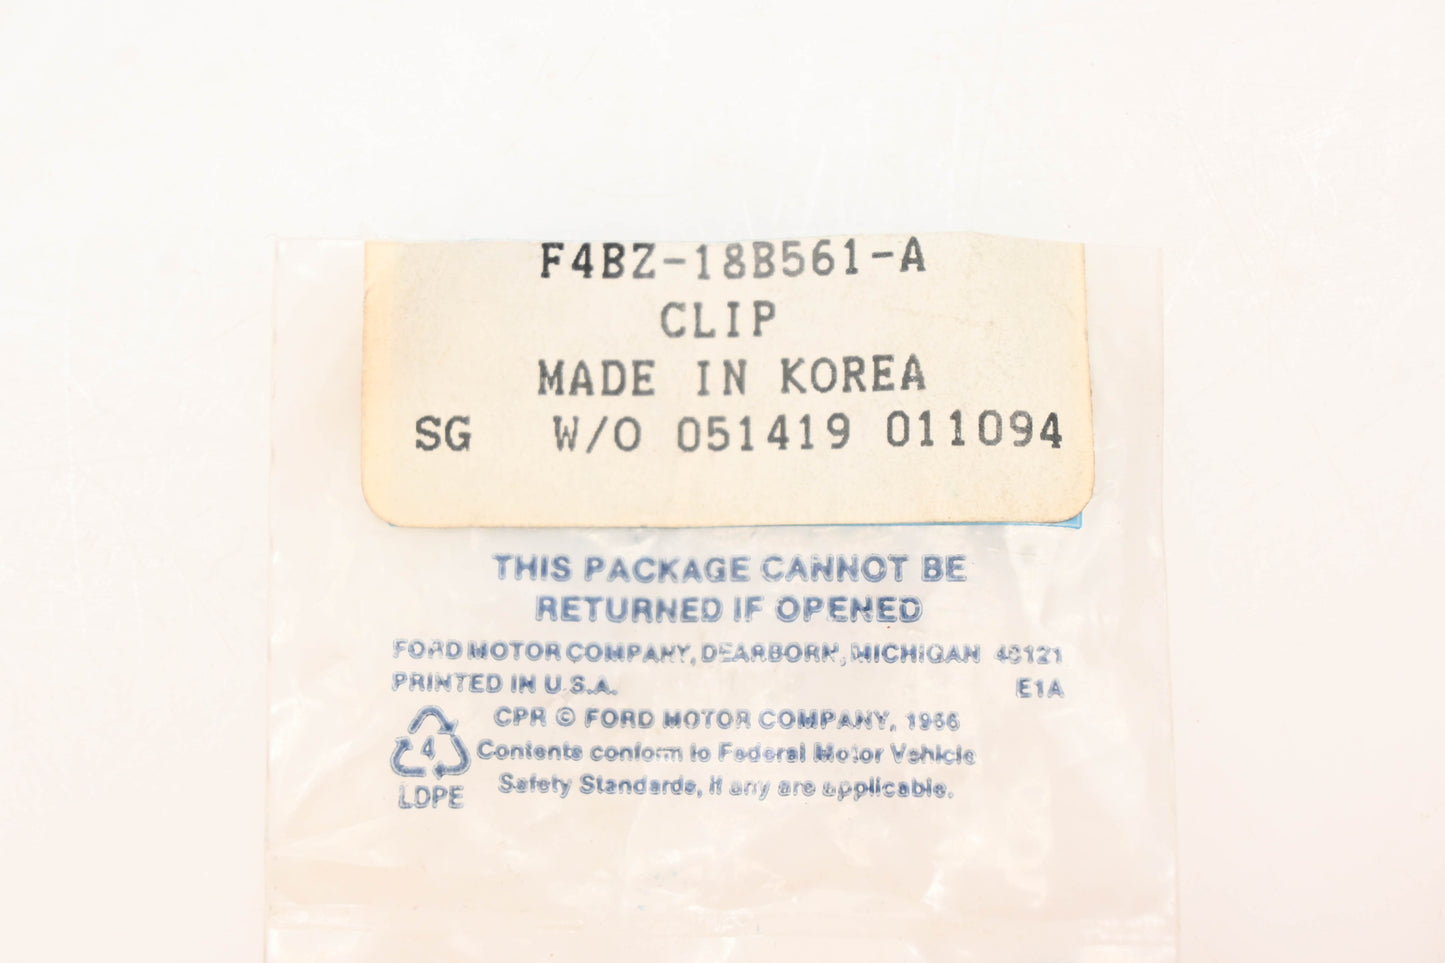 F4BZ-18B561-A
CLIP
MADE IN KOREA
SG W/O 051419 011094
THIS PACKAGE CANNOT BE
RETURNED IF OPENED
FORD MOTOR COMPANY, DEARBORN, MICHIGAN 48121
PRINTED IN U.S.A. E1A
CPR © FORD MOTOR COMPANY, 1966
4 Contents conform to Federal Motor Vehicle
Safety Standards, if any are applicable.
LDPE